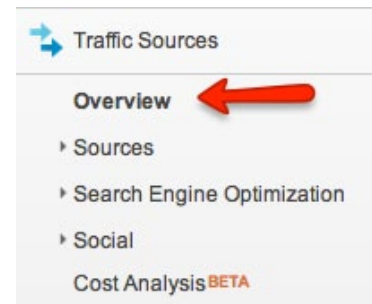 Traffic Sources
Overview
Sources
Search Engine Optimization
Social
Cost Analysis BETA